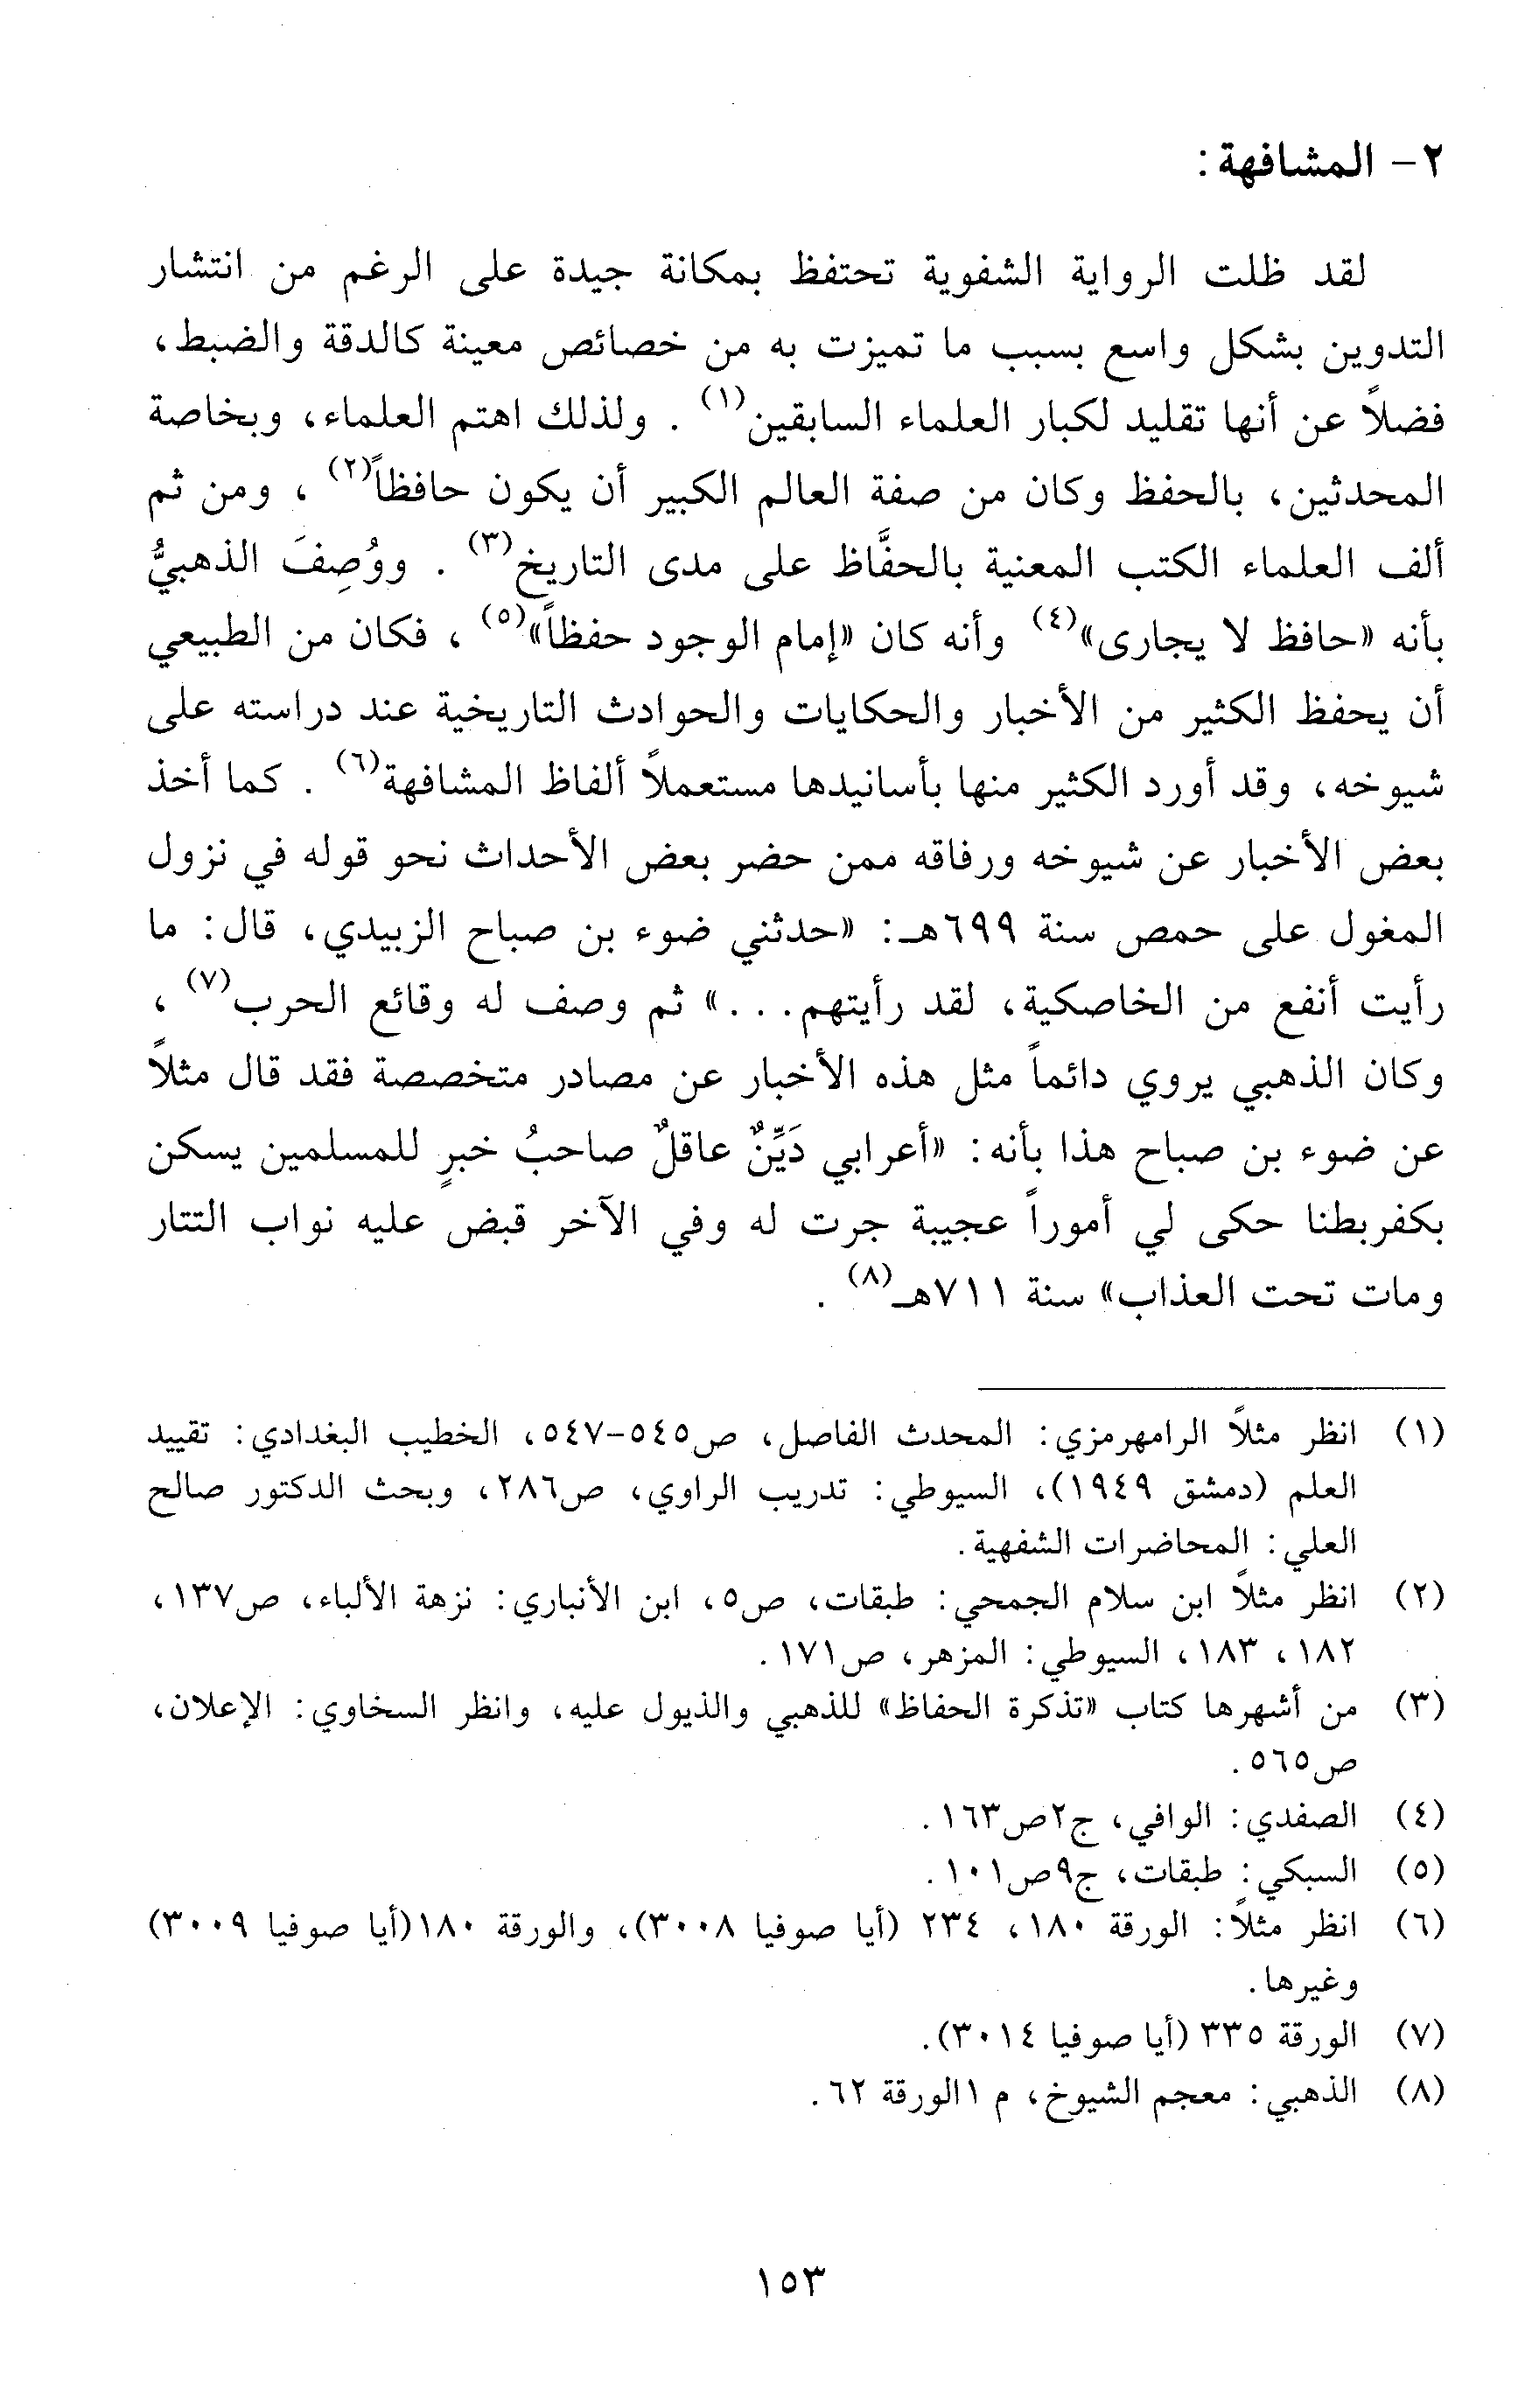 ٢- المشافهة :
لقد ظلت الرواية الشفوية تحتفظ بمكانة جيدة على الرغم من انتشار
التدوين بشكل واسع بسبب ما تميزت به من خصائص معينة كالدقة والضبط،
فضلاً عن أنها تقليد لكبار العلماء السابقين(١) . ولذلك اهتم العلماء، وبخاصة
المحدثين، بالحفظ وكان من صفة العالم الكبير أن يكون حافظاً(٢) ، ومن ثم
ألف العلماء الكتب المعنية بالحفَّاظ على مدى التاريخ(٣) . ووُصِفَ الذهبيُّ
بأنه «حافظ لا يجارى»(٤) وأنه كان «إمام الوجود حفظاً»(٥) ، فكان من الطبيعي
أن يحفظ الكثير من الأخبار والحكايات والحوادث التاريخية عند دراسته على
شيوخه، وقد أورد الكثير منها بأسانيدها مستعملاً ألفاظ المشافهة(٦) . كما أخذ
بعض الأخبار عن شيوخه ورفاقه ممن حضر بعض الأحداث نحو قوله في نزول
المغول على حمص سنة ٦٩٩هـ: «حدثني ضوء بن صباح الزبيدي، قال: ما
رأيت أنفع من الخاصكية، لقد رأيتهم...» ثم وصف له وقائع الحرب(٧) ،
وكان الذهبي يروي دائماً مثل هذه الأخبار عن مصادر متخصصة فقد قال مثلاً
عن ضوء بن صباح هذا بأنه: «أعرابي دَيِّنٌ عاقلٌ صاحبُ خبرٍ للمسلمين يسكن
بكفربطنا حكى لي أموراً عجيبة جرت له وفي الآخر قبض عليه نواب التتار
ومات تحت العذاب» سنة ٧١١هـ(٨) .
(١) انظر مثلاً الرامهرمزي: المحدث الفاصل، ص٥٤٥-٥٤٧، الخطيب البغدادي: تقييد
العلم (دمشق ١٩٤٩)، السيوطي: تدريب الراوي، ص٢٨٦، وبحث الدكتور صالح
العلي: المحاضرات الشفهية.
(٢) انظر مثلاً ابن سلام الجمحي: طبقات، ص٥، ابن الأنباري: نزهة الألباء، ص١٣٧،
١٨٢، ١٨٣، السيوطي: المزهر، ص١٧١.
(٣) من أشهرها كتاب «تذكرة الحفاظ» للذهبي والذيول عليه، وانظر السخاوي: الإعلان،
ص٥٦٥.
(٤) الصفدي: الوافي، ج٢ص١٦٣.
(٥) السبكي: طبقات، ج٩ص١٠١.
(٦) انظر مثلاً: الورقة ١٨٠، ٢٣٤ (أيا صوفيا ٣٠٠٨)، والورقة ١٨٠(أيا صوفيا ٣٠٠٩)
وغيرها.
(٧) الورقة ٣٣٥ (أيا صوفيا ٣٠١٤).
(٨) الذهبي: معجم الشيوخ، م ١الورقة ٦٢.
١٥٣